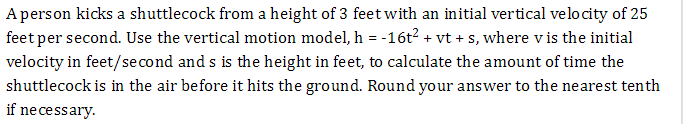 A person kicks a shuttlecock from a height of 3 feet with an initial vertical velocity of 25
feet per second. Use the vertical motion model, h = -16t² + vt + s, where v is the initial
velocity in feet/second and s is the height in feet, to calculate the amount of time the
shuttlecock is in the air before it hits the ground. Round your answer to the nearest tenth
if necessary.